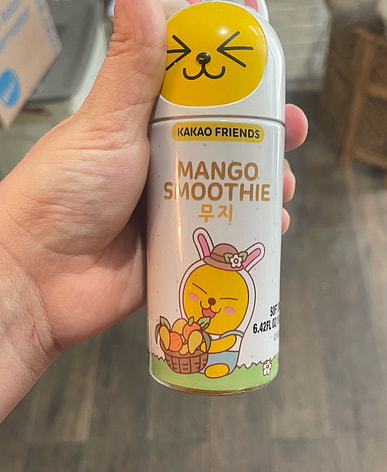 KAKAO FRIENDS
MANGO
SMOOTHIE
무지
6.42FL